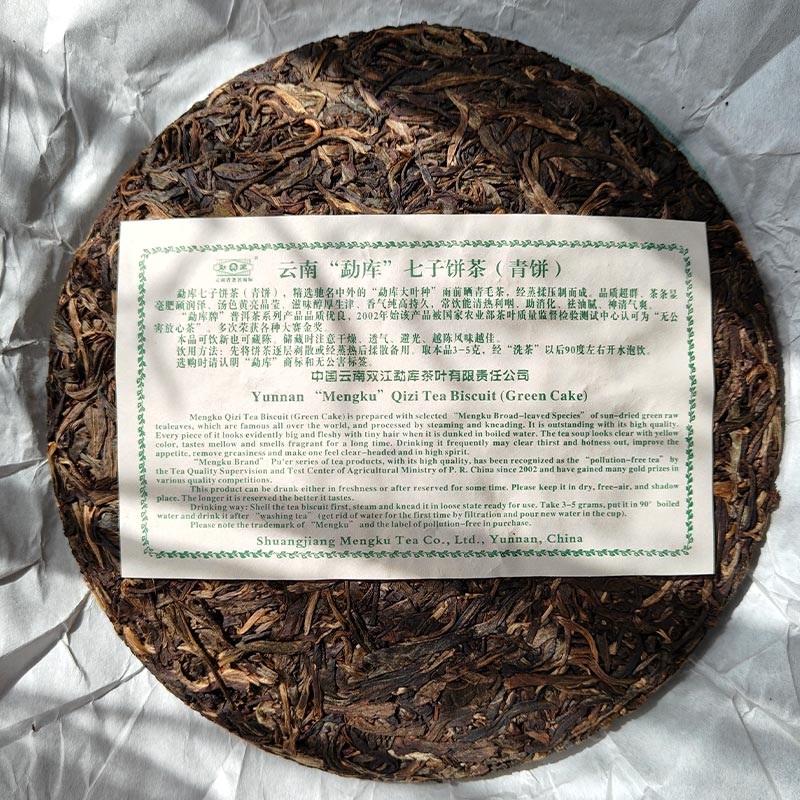 云南“勐库”七子饼茶（青饼）
勐库七子饼茶（青饼），精选驰名中外的“勐库大叶种”雨前晒青毛茶，经蒸揉压制而成。品质超群、茶条显
毫肥硕润泽、汤色黄亮晶莹、滋味醇厚生津、香气纯高持久，常饮能清热利咽、助消化、祛油腻、神清气爽。
“勐库牌”普洱茶系列产品品质优良，2002年始该产品被国家农业部茶叶质量监督检验测试中心认可为“无公
害放心茶”。多次荣获各种大赛金奖。
本品可饮新也可藏陈，储藏时注意干燥、透气、避光、越陈风味越佳。
饮用方法：先将饼茶逐层剥散或经蒸热后揉散备用。取本品3-5克，经“洗茶”以后90度左右开水泡饮。
选购时请认明“勐库”商标和无公害标签。
中国云南双江勐库茶叶有限责任公司
Yunnan “Mengku” Qizi Tea Biscuit (Green Cake)
Mengku Qizi Tea Biscuit (Green Cake) is prepared with selected “Mengku Broad-leaved Species” of sun-dried green raw
tealeaves, which are famous all over the world, and processed by steaming and kneading. It is outstanding with its high quality.
Every piece of it looks evidently big and fleshy with tiny hair when it is dunked in boiled water. The tea soup looks clear with yellow
color, tastes mellow and smells fragrant for a long time. Drinking it frequently may clear thirst and hotness out, improve the
appetite, remove greasiness and make one feel clear-headed and in high spirit.
“Mengku Brand” Pu'er series of tea products, with its high quality, has been recognized as the “pollution-free tea” by
the Tea Quality Supervision and Test Center of Agricultural Ministry of P. R. China since 2002 and have gained many gold prizes in
various quality competitions.
This product can be drunk either in freshness or after reserved for some time. Please keep it in dry, free-air, and shadow
place. The longer it is reserved the better it tastes.
Drinking way: Shell the tea biscuit first, steam and knead it in loose state ready for use. Take 3-5 grams, put it in 90° boiled
water and drink it after “washing tea” (get rid of water for the first time by filtration and pour new water in the cup).
Please note the trademark of “Mengku” and the label of pollution-free in purchase.
Shuangjiang Mengku Tea Co., Ltd., Yunnan, China